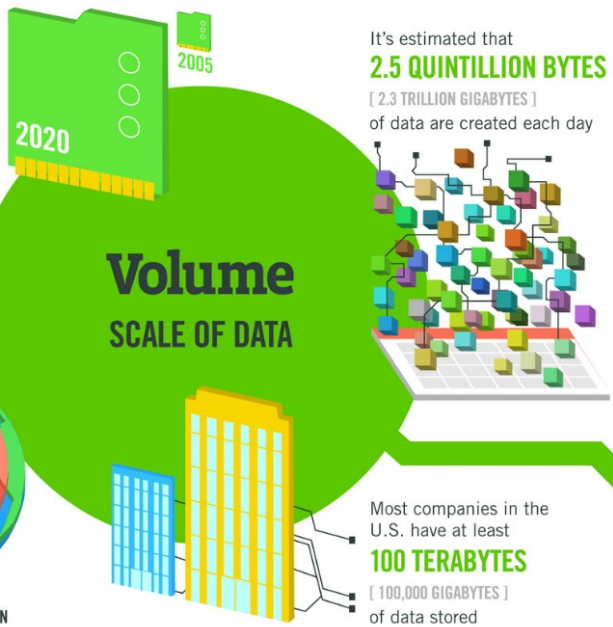 2005
2020
It's estimated that
2.5 QUINTILLION BYTES
[ 2.3 TRILLION GIGABYTES ]
of data are created each day
Volume
SCALE OF DATA
Most companies in the
U.S. have at least
100 TERABYTES
[ 100,000 GIGABYTES ]
of data stored